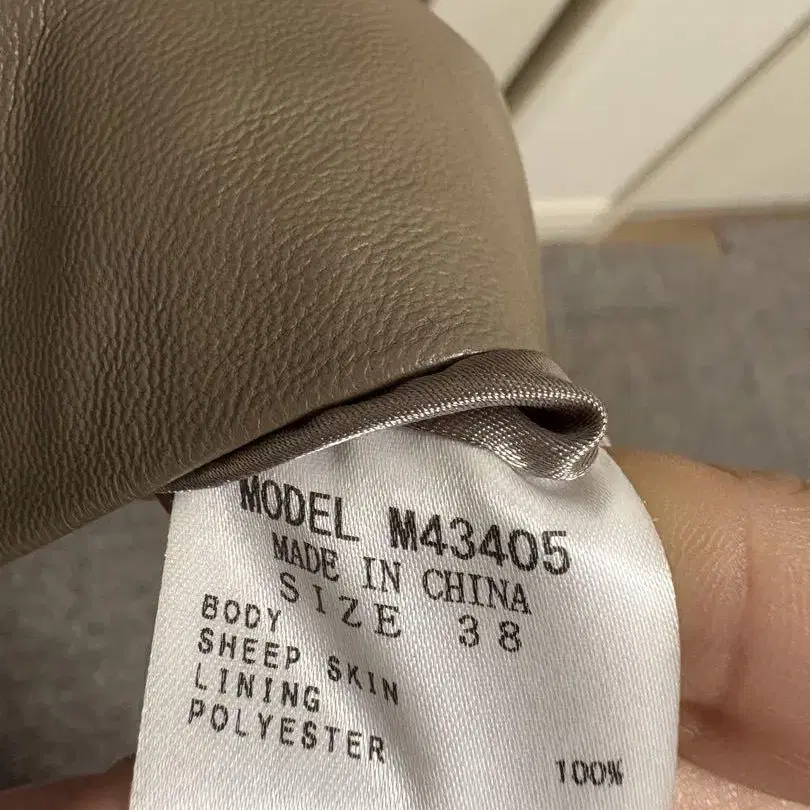 MODEL M43405
MADE IN CHINA
SIZE 38
BODY
SHEEP SKIN
LINING
POLYESTER 100%